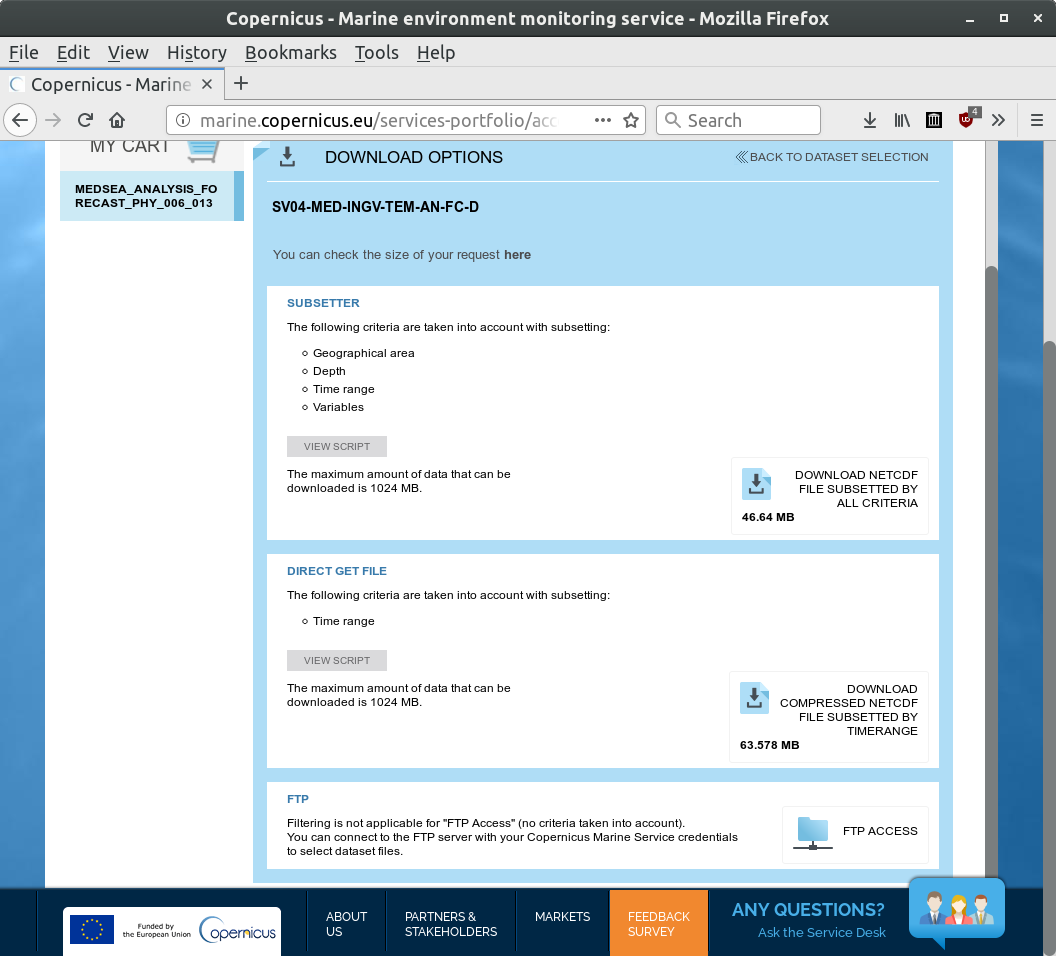 Copernicus - Marine environment monitoring service - Mozilla Firefox
File Edit View History Bookmarks Tools Help
Copernicus - Marine
marine.copernicus.eu/services-portfolio/acc
Search
4
MY CART
DOWNLOAD OPTIONS
BACK TO DATASET SELECTION
MEDSEA_ANALYSIS_FO
RECAST_PHY_006_013
SV04-MED-INGV-TEM-AN-FC-D
You can check the size of your request here
SUBSETTER
The following criteria are taken into account with subsetting:
Geographical area
Depth
Time range
Variables
VIEW SCRIPT
The maximum amount of data that can be
downloaded is 1024 MB.
DOWNLOAD NETCDF
FILE SUBSETTED BY
ALL CRITERIA
46.64 MB
DIRECT GET FILE
The following criteria are taken into account with subsetting:
Time range
VIEW SCRIPT
The maximum amount of data that can be
downloaded is 1024 MB.
DOWNLOAD
COMPRESSED NETCDF
FILE SUBSETTED BY
TIMERANGE
63.578 MB
FTP
Filtering is not applicable for "FTP Access" (no criteria taken into account).
You can connect to the FTP server with your Copernicus Marine Service credentials
to select dataset files.
FTP ACCESS
Funded by
the European Union
Copernicus
ABOUT
US
PARTNERS &
STAKEHOLDERS
MARKETS
FEEDBACK
SURVEY
ANY QUESTIONS?
Ask the Service Desk